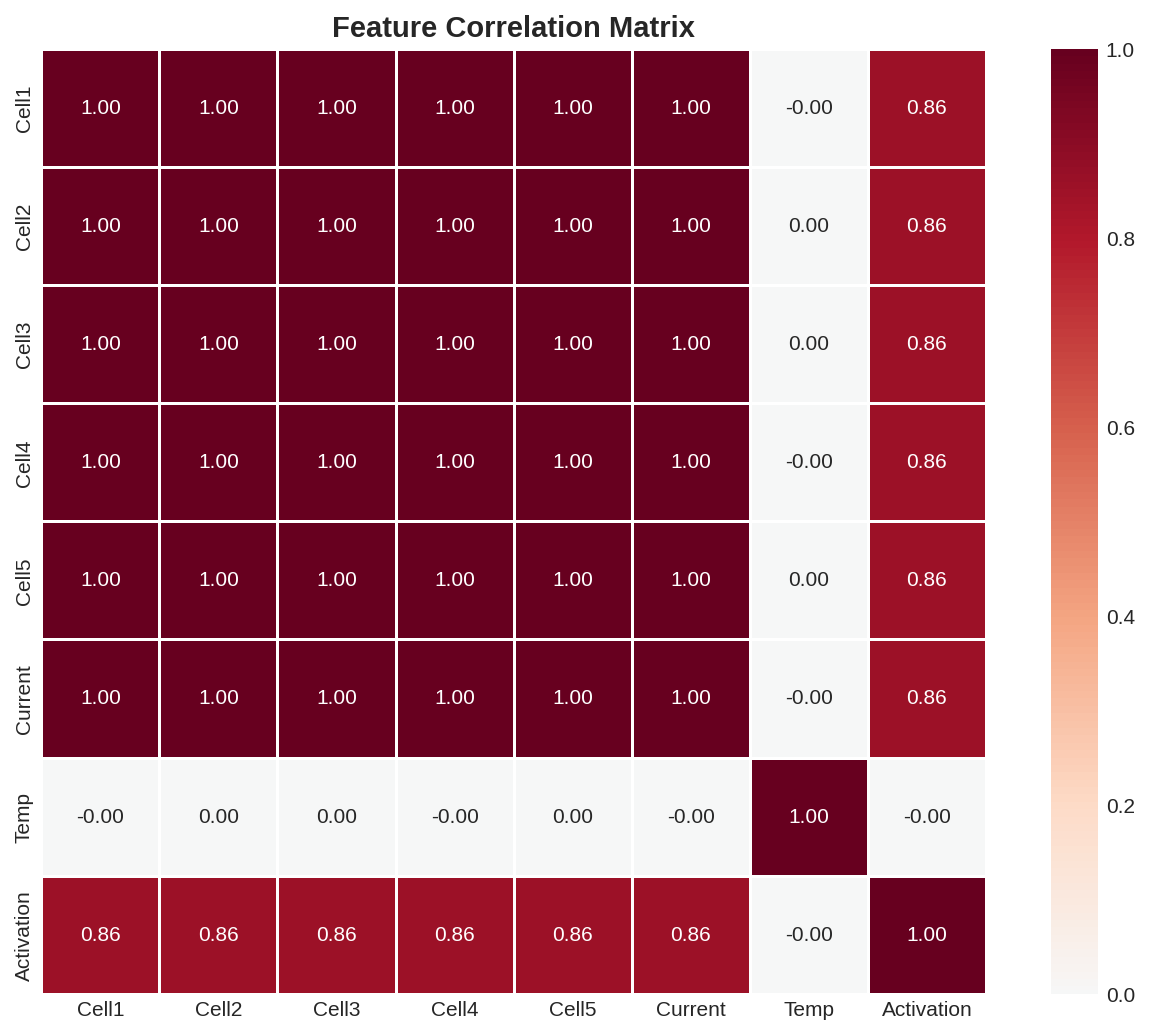 Feature Correlation Matrix
Cell1 1.00 1.00 1.00 1.00 1.00 1.00 -0.00 0.86
Cell2 1.00 1.00 1.00 1.00 1.00 1.00 0.00 0.86
Cell3 1.00 1.00 1.00 1.00 1.00 1.00 0.00 0.86
Cell4 1.00 1.00 1.00 1.00 1.00 1.00 -0.00 0.86
Cell5 1.00 1.00 1.00 1.00 1.00 1.00 0.00 0.86
Current 1.00 1.00 1.00 1.00 1.00 1.00 -0.00 0.86
Temp -0.00 0.00 0.00 -0.00 0.00 -0.00 1.00 -0.00
Activation 0.86 0.86 0.86 0.86 0.86 0.86 -0.00 1.00
Cell1 Cell2 Cell3 Cell4 Cell5 Current Temp Activation
1.0
0.8
0.6
0.4
0.2
0.0